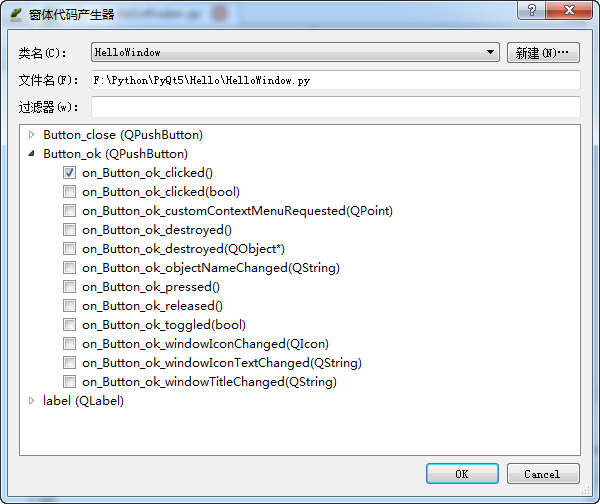 窗体代码产生器
类名(C): HelloWindow 新建(N)...
文件名(F): F:\Python\PyQt5\Hello\HelloWindow.py
过滤器(w):
Button_close (QPushButton)
Button_ok (QPushButton)
on_Button_ok_clicked()
on_Button_ok_clicked(bool)
on_Button_ok_customContextMenuRequested(QPoint)
on_Button_ok_destroyed()
on_Button_ok_destroyed(QObject*)
on_Button_ok_objectNameChanged(QString)
on_Button_ok_pressed()
on_Button_ok_released()
on_Button_ok_toggled(bool)
on_Button_ok_windowIconChanged(QIcon)
on_Button_ok_windowIconTextChanged(QString)
on_Button_ok_windowTitleChanged(QString)
label (QLabel)
OK Cancel